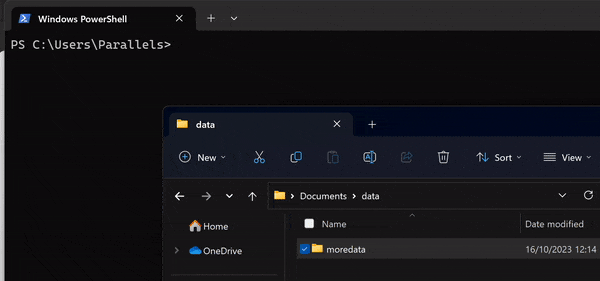 Windows PowerShell
PS C:\Users\Parallels>
data
New Sort View
Documents > data
Name Date modified
Home
OneDrive
moredata 16/10/2023 12:14